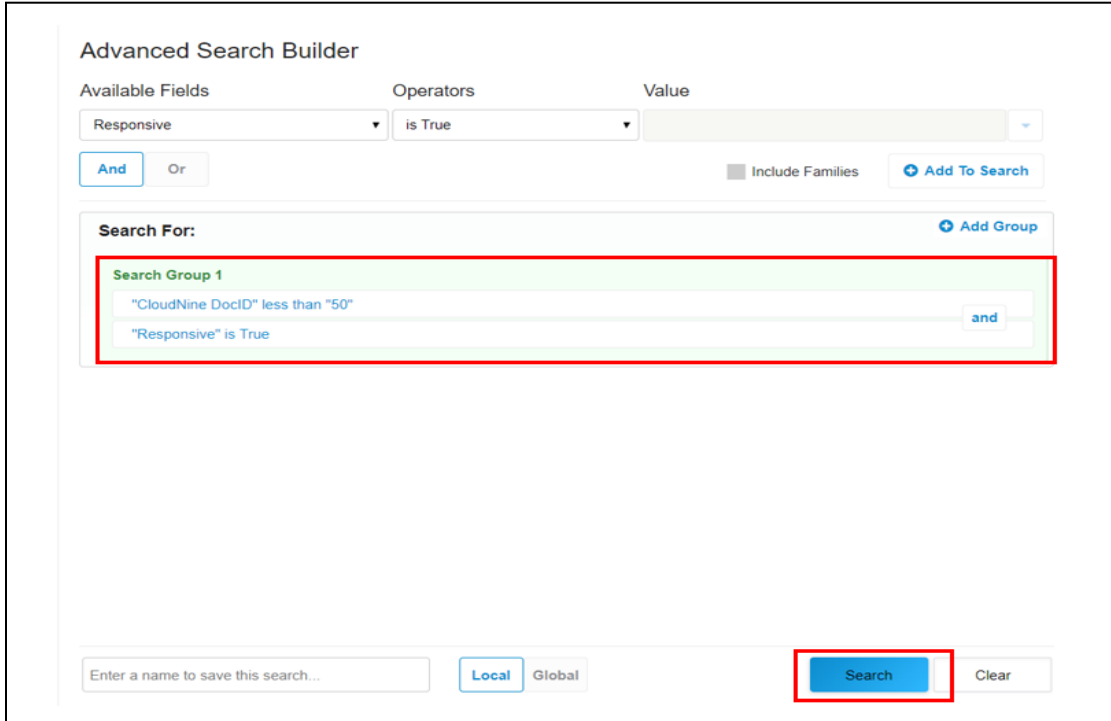 Advanced Search Builder
Available Fields Operators Value
Responsive is True
And Or Include Families Add To Search
Search For: Add Group
Search Group 1
"CloudNine DocID" less than "50"
and
"Responsive" is True
Enter a name to save this search... Local Global Search Clear